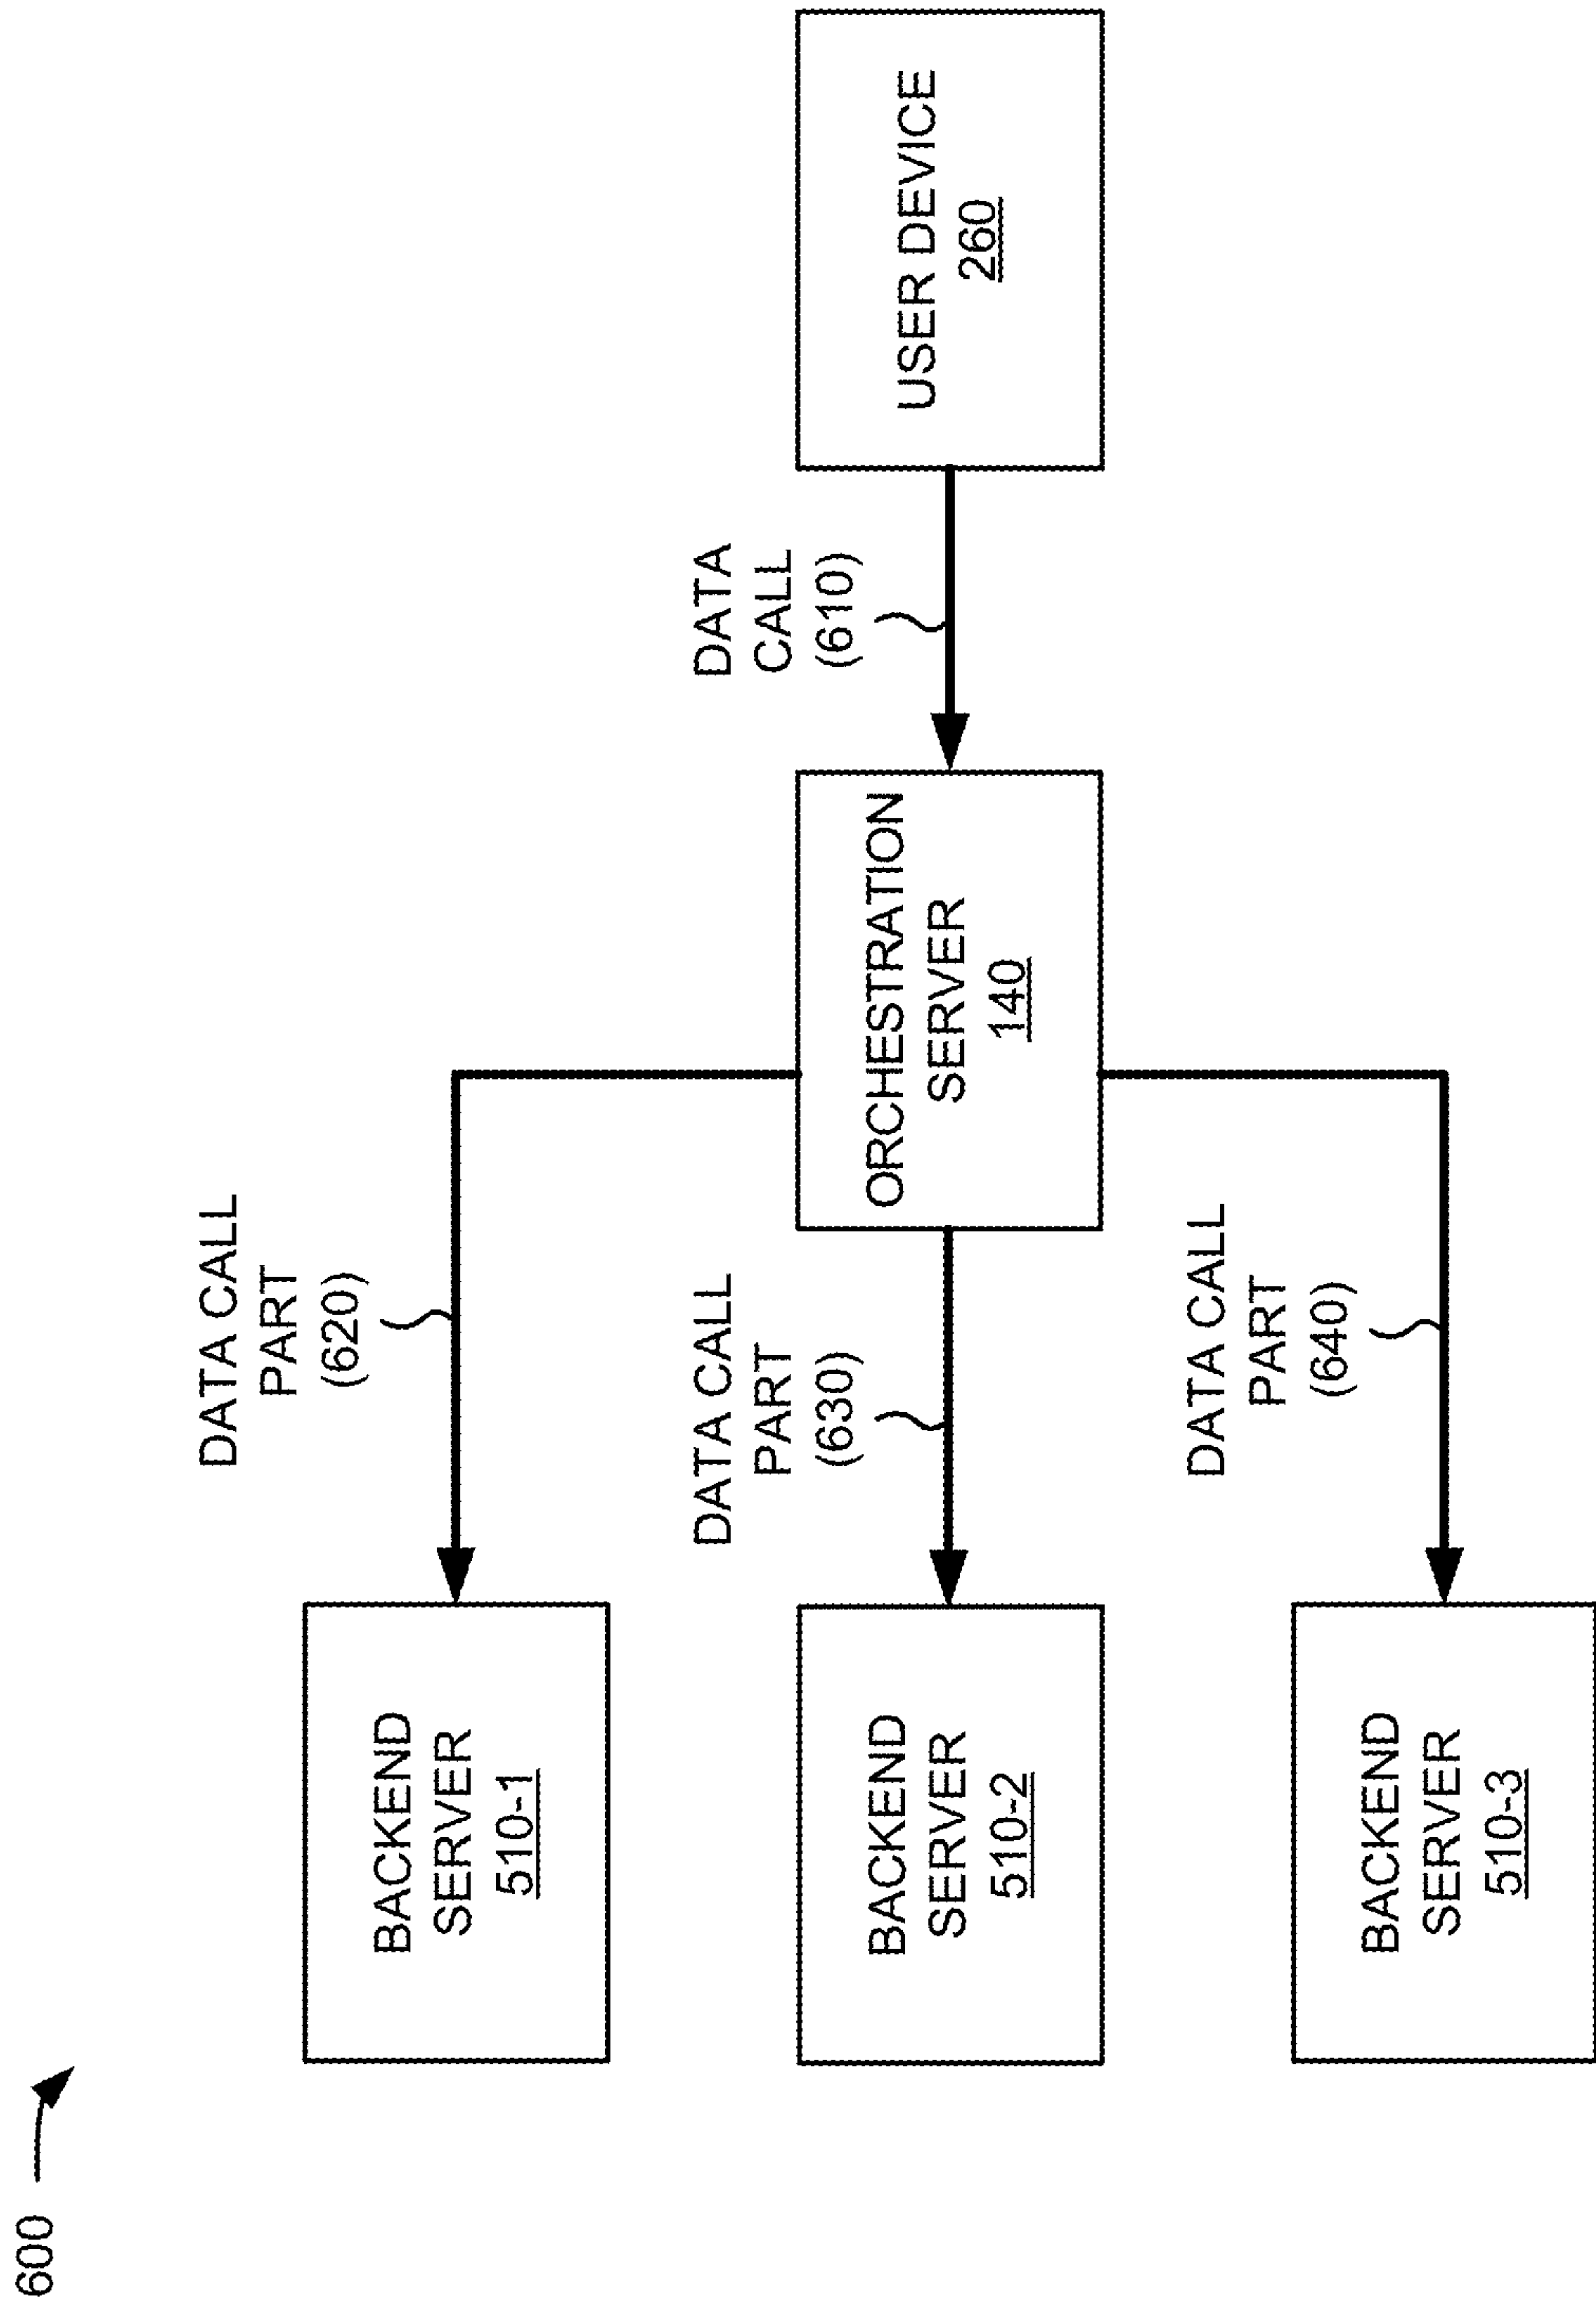 600
BACKEND
SERVER
510-1
DATA CALL
PART
(620)
BACKEND
SERVER
510-2
DATA CALL
PART
(630)
ORCHESTRATION
SERVER
140
DATA
CALL
(610)
USER DEVICE
260
BACKEND
SERVER
510-3
DATA CALL
PART
(640)